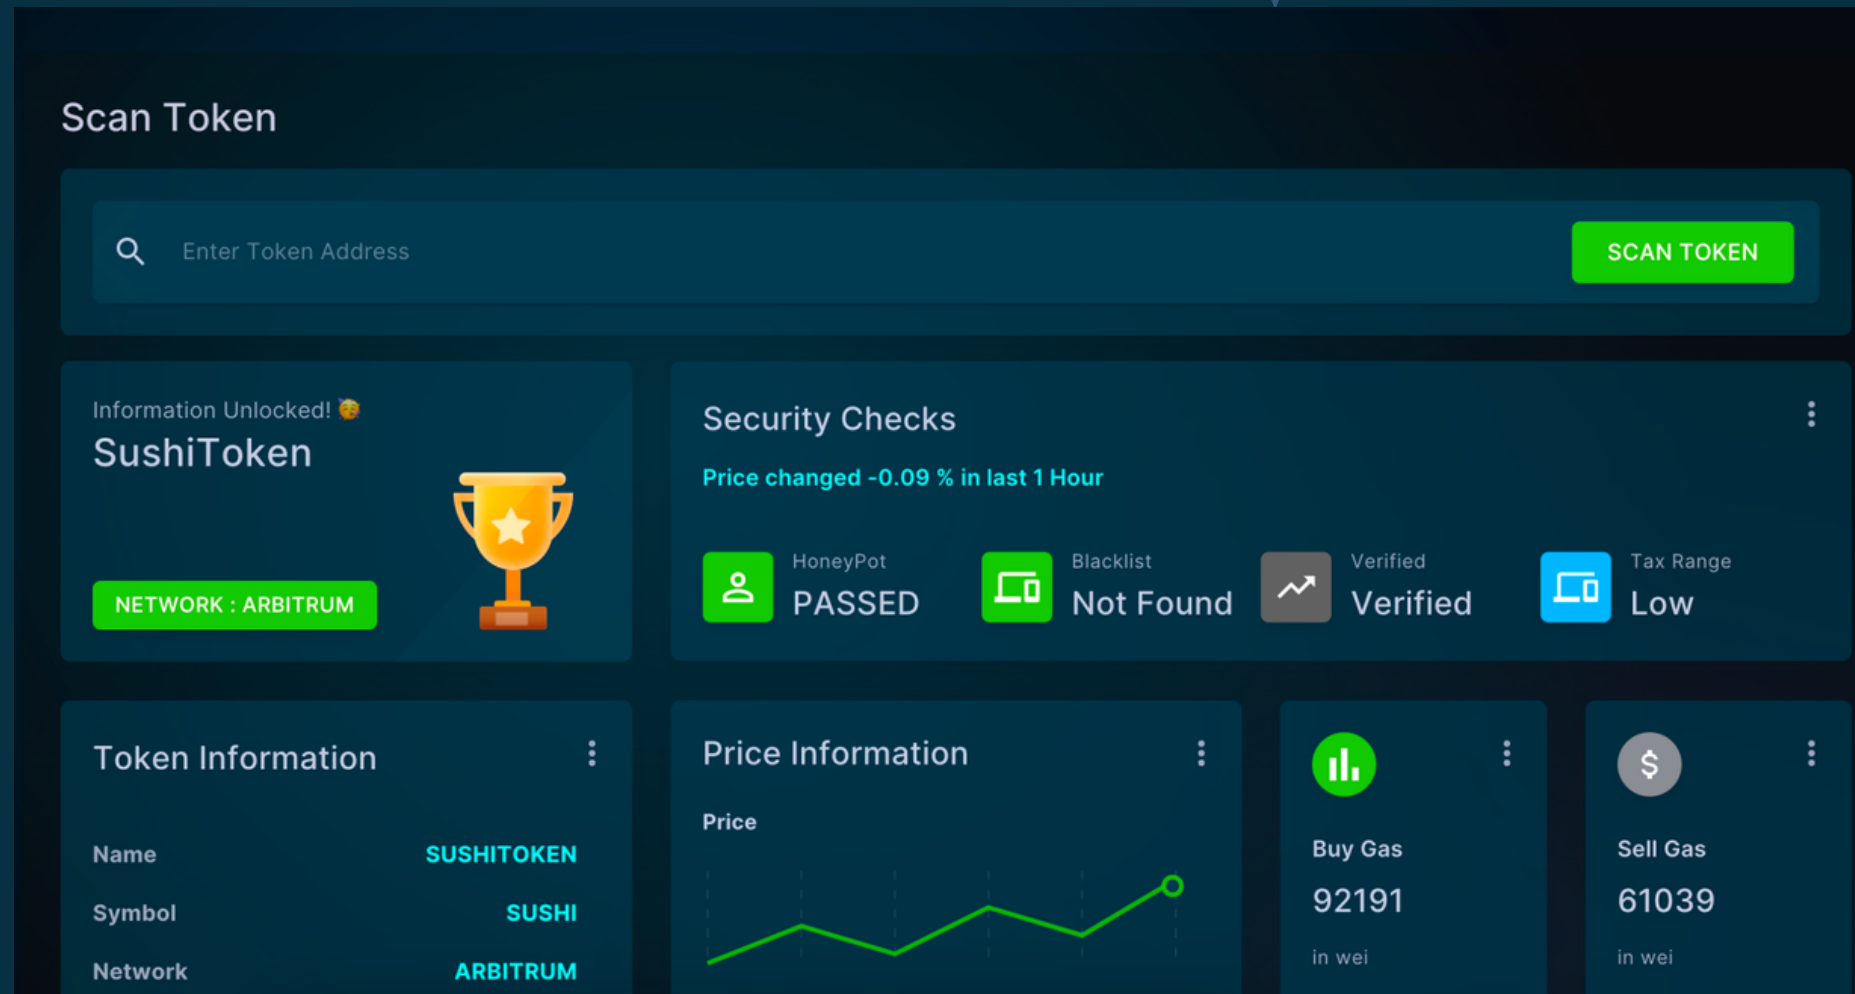 Scan Token
Enter Token Address
SCAN TOKEN
Information Unlocked! 🥳
SushiToken
NETWORK : ARBITRUM
Security Checks
Price changed -0.09 % in last 1 Hour
HoneyPot
PASSED
Blacklist
Not Found
Verified
Verified
Tax Range
Low
Token Information
Name SUSHITOKEN
Symbol SUSHI
Network ARBITRUM
Price Information
Price
Buy Gas
92191
in wei
$
Sell Gas
61039
in wei